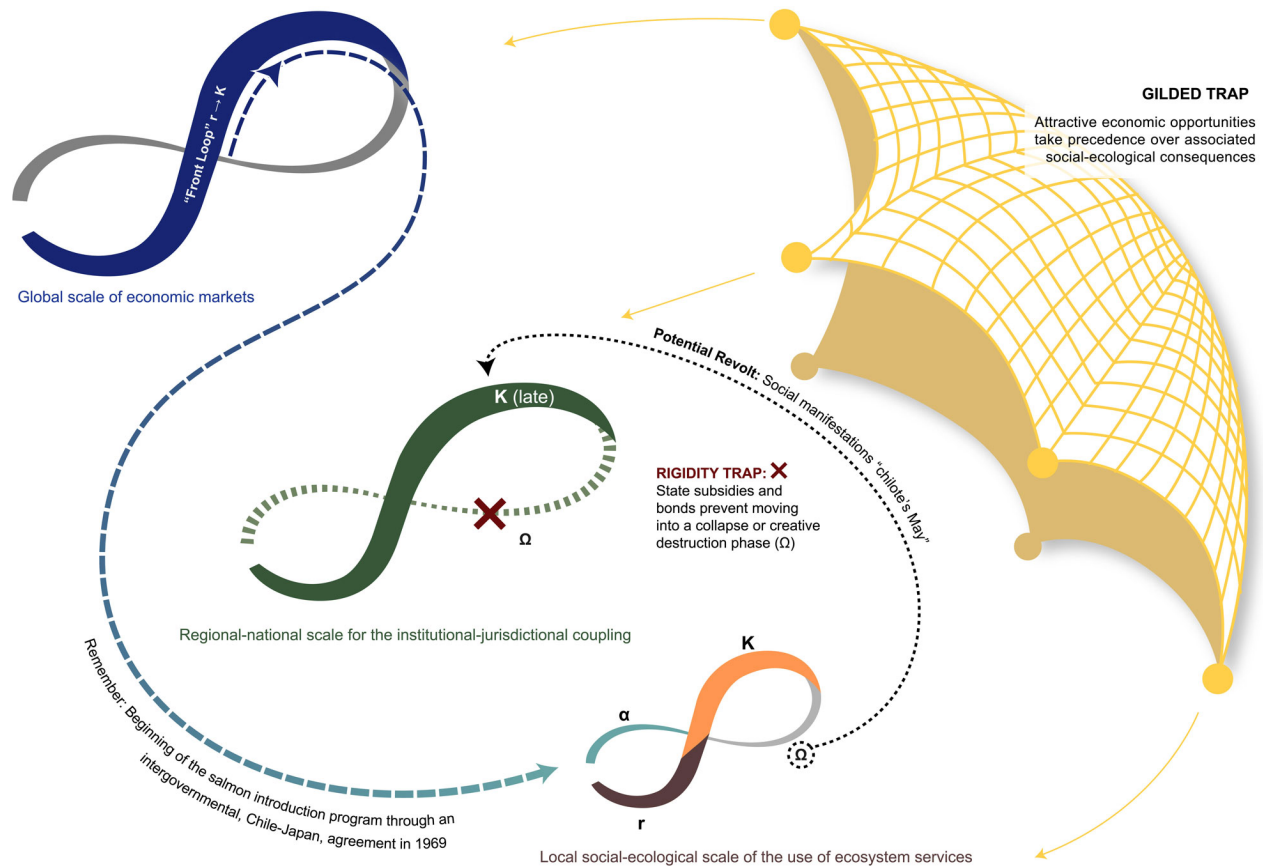 "Front Loop" r → K
Global scale of economic markets
GILDED TRAP
Attractive economic opportunities
take precedence over associated
social-ecological consequences
Potential Revolt: Social manifestations "chilote's May"
K (late)
RIGIDITY TRAP: ×
State subsidies and
bonds prevent moving
into a collapse or creative
destruction phase (Ω)
Ω
Regional-national scale for the institutional-jurisdictional coupling
Remember: Beginning of the salmon introduction program through an
intergovernmental, Chile-Japan, agreement in 1969
K
α
Ω
r
Local social-ecological scale of the use of ecosystem services